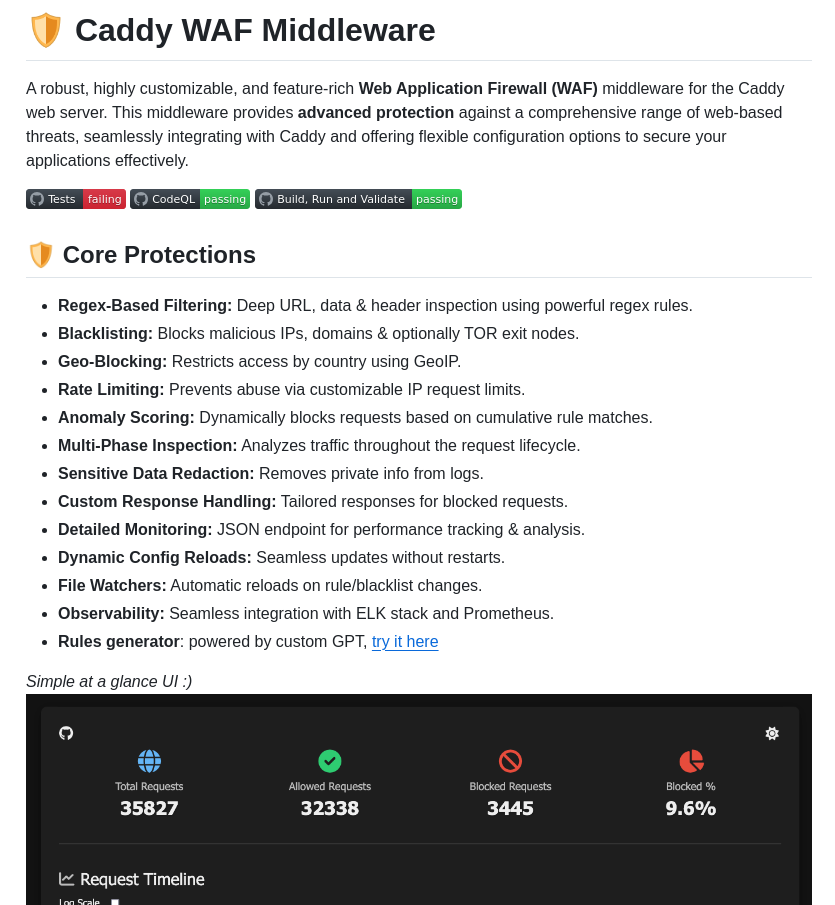 Caddy WAF Middleware
A robust, highly customizable, and feature-rich Web Application Firewall (WAF) middleware for the Caddy
web server. This middleware provides advanced protection against a comprehensive range of web-based
threats, seamlessly integrating with Caddy and offering flexible configuration options to secure your
applications effectively.
Tests failing CodeQL passing Build, Run and Validate passing
Core Protections
• Regex-Based Filtering: Deep URL, data & header inspection using powerful regex rules.
• Blacklisting: Blocks malicious IPs, domains & optionally TOR exit nodes.
• Geo-Blocking: Restricts access by country using GeoIP.
• Rate Limiting: Prevents abuse via customizable IP request limits.
• Anomaly Scoring: Dynamically blocks requests based on cumulative rule matches.
• Multi-Phase Inspection: Analyzes traffic throughout the request lifecycle.
• Sensitive Data Redaction: Removes private info from logs.
• Custom Response Handling: Tailored responses for blocked requests.
• Detailed Monitoring: JSON endpoint for performance tracking & analysis.
• Dynamic Config Reloads: Seamless updates without restarts.
• File Watchers: Automatic reloads on rule/blacklist changes.
• Observability: Seamless integration with ELK stack and Prometheus.
• Rules generator: powered by custom GPT, try it here
Simple at a glance UI :)
Total Requests Allowed Requests Blocked Requests Blocked %
35827 32338 3445 9.6%
Request Timeline
Log Scale